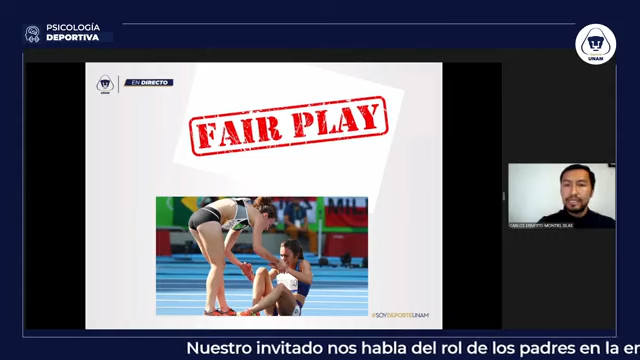 PSICOLOGÍA
DEPORTIVA
UNAM
UNAM
EN DIRECTO
FAIR PLAY
#SOYDEPORTEUNAM
Nuestro invitado nos habla del rol de los padres en la en